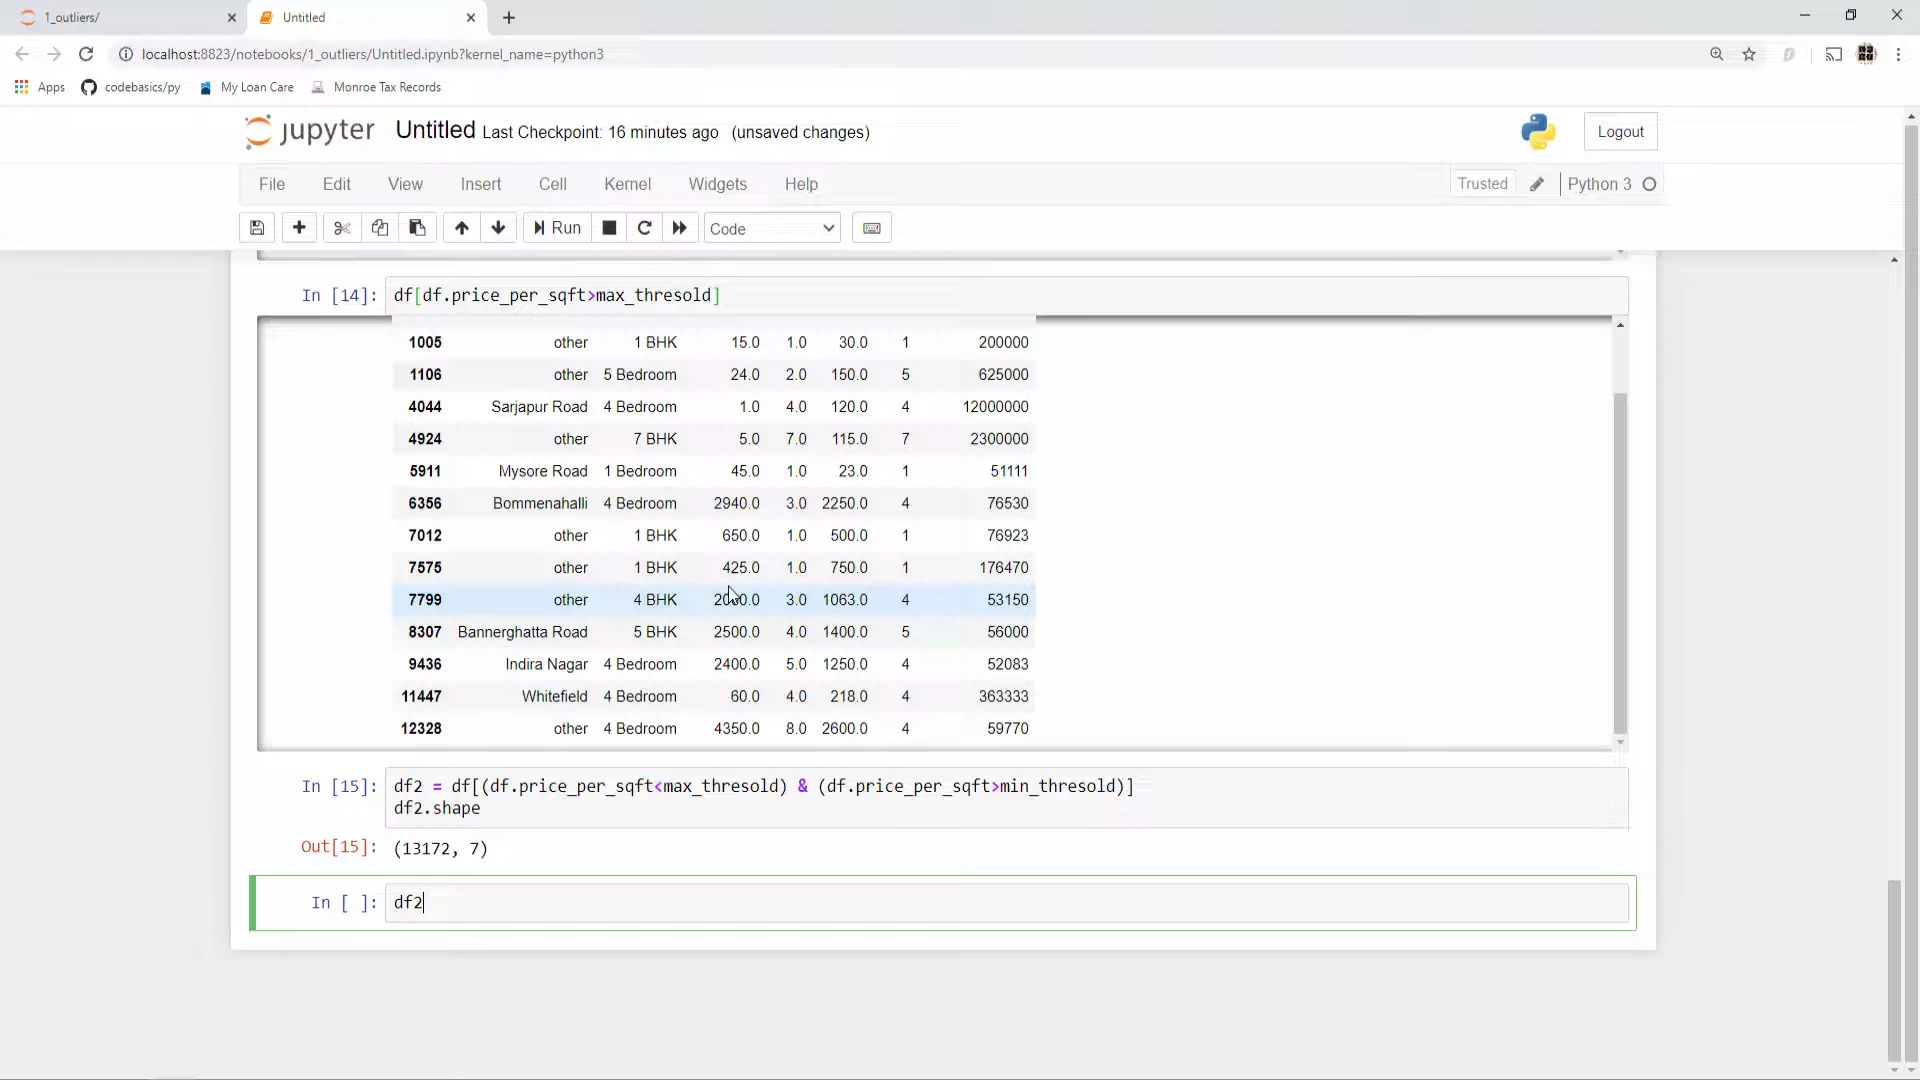 1_outliers/
Untitled
localhost:8823/notebooks/1_outliers/Untitled.ipynb?kernel_name=python3
Apps codebasics/py My Loan Care Monroe Tax Records
jupyter Untitled Last Checkpoint: 16 minutes ago (unsaved changes)
Logout
File Edit View Insert Cell Kernel Widgets Help Trusted Python 3
Run Code
In [14]: df[df.price_per_sqft>max_thresold]
1005 other 1 BHK 15.0 1.0 30.0 1 200000
1106 other 5 Bedroom 24.0 2.0 150.0 5 625000
4044 Sarjapur Road 4 Bedroom 1.0 4.0 120.0 4 12000000
4924 other 7 BHK 5.0 7.0 115.0 7 2300000
5911 Mysore Road 1 Bedroom 45.0 1.0 23.0 1 51111
6356 Bommenahalli 4 Bedroom 2940.0 3.0 2250.0 4 76530
7012 other 1 BHK 650.0 1.0 500.0 1 76923
7575 other 1 BHK 425.0 1.0 750.0 1 176470
7799 other 4 BHK 2000.0 3.0 1063.0 4 53150
8307 Bannerghatta Road 5 BHK 2500.0 4.0 1400.0 5 56000
9436 Indira Nagar 4 Bedroom 2400.0 5.0 1250.0 4 52083
11447 Whitefield 4 Bedroom 60.0 4.0 218.0 4 363333
12328 other 4 Bedroom 4350.0 8.0 2600.0 4 59770
In [15]: df2 = df[(df.price_per_sqft<max_thresold) & (df.price_per_sqft>min_thresold)]
df2.shape
Out[15]: (13172, 7)
In [ ]: df2